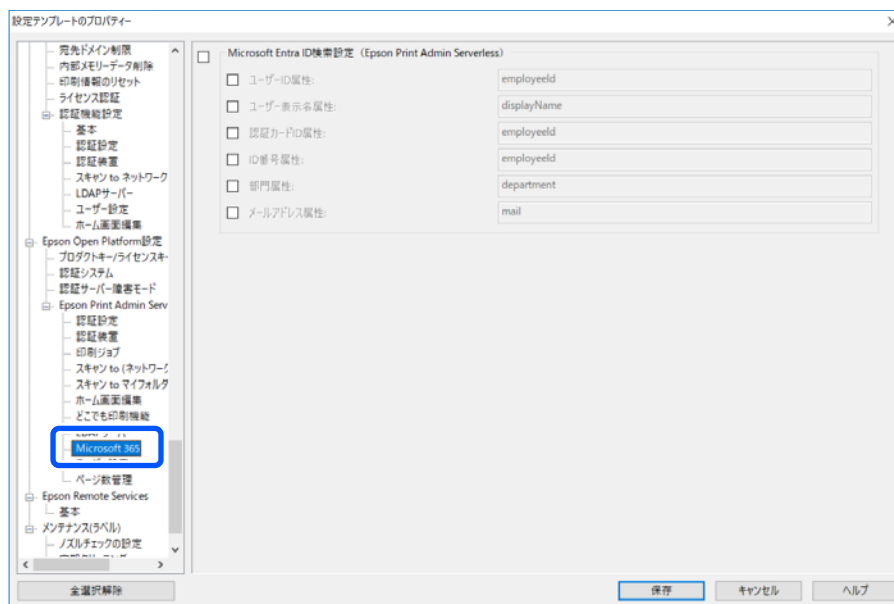 設定テンプレートのプロパティー
宛先ドメイン制限
内部メモリーデータ削除
印刷情報のリセット
ライセンス認証
認証機能設定
基本
認証設定
認証装置
スキャン to ネットワーク
LDAPサーバー
ユーザー設定
ホーム画面編集
Epson Open Platform設定
プロダクトキー/ライセンスキー
認証システム
認証サーバー障害モード
Epson Print Admin Serv
認証設定
認証装置
印刷ジョブ
スキャン to (ネットワーク
スキャン to マイフォルダ
ホーム画面編集
どこでも印刷機能
Microsoft 365
ページ数管理
Epson Remote Services
基本
メンテナンス(ラベル)
ノズルチェックの設定
Microsoft Entra ID検索設定（Epson Print Admin Serverless）
ユーザーID属性: employeeId
ユーザー表示名属性: displayName
認証カードID属性: employeeId
ID番号属性: employeeId
部門属性: department
メールアドレス属性: mail
全選択解除
保存
キャンセル
ヘルプ